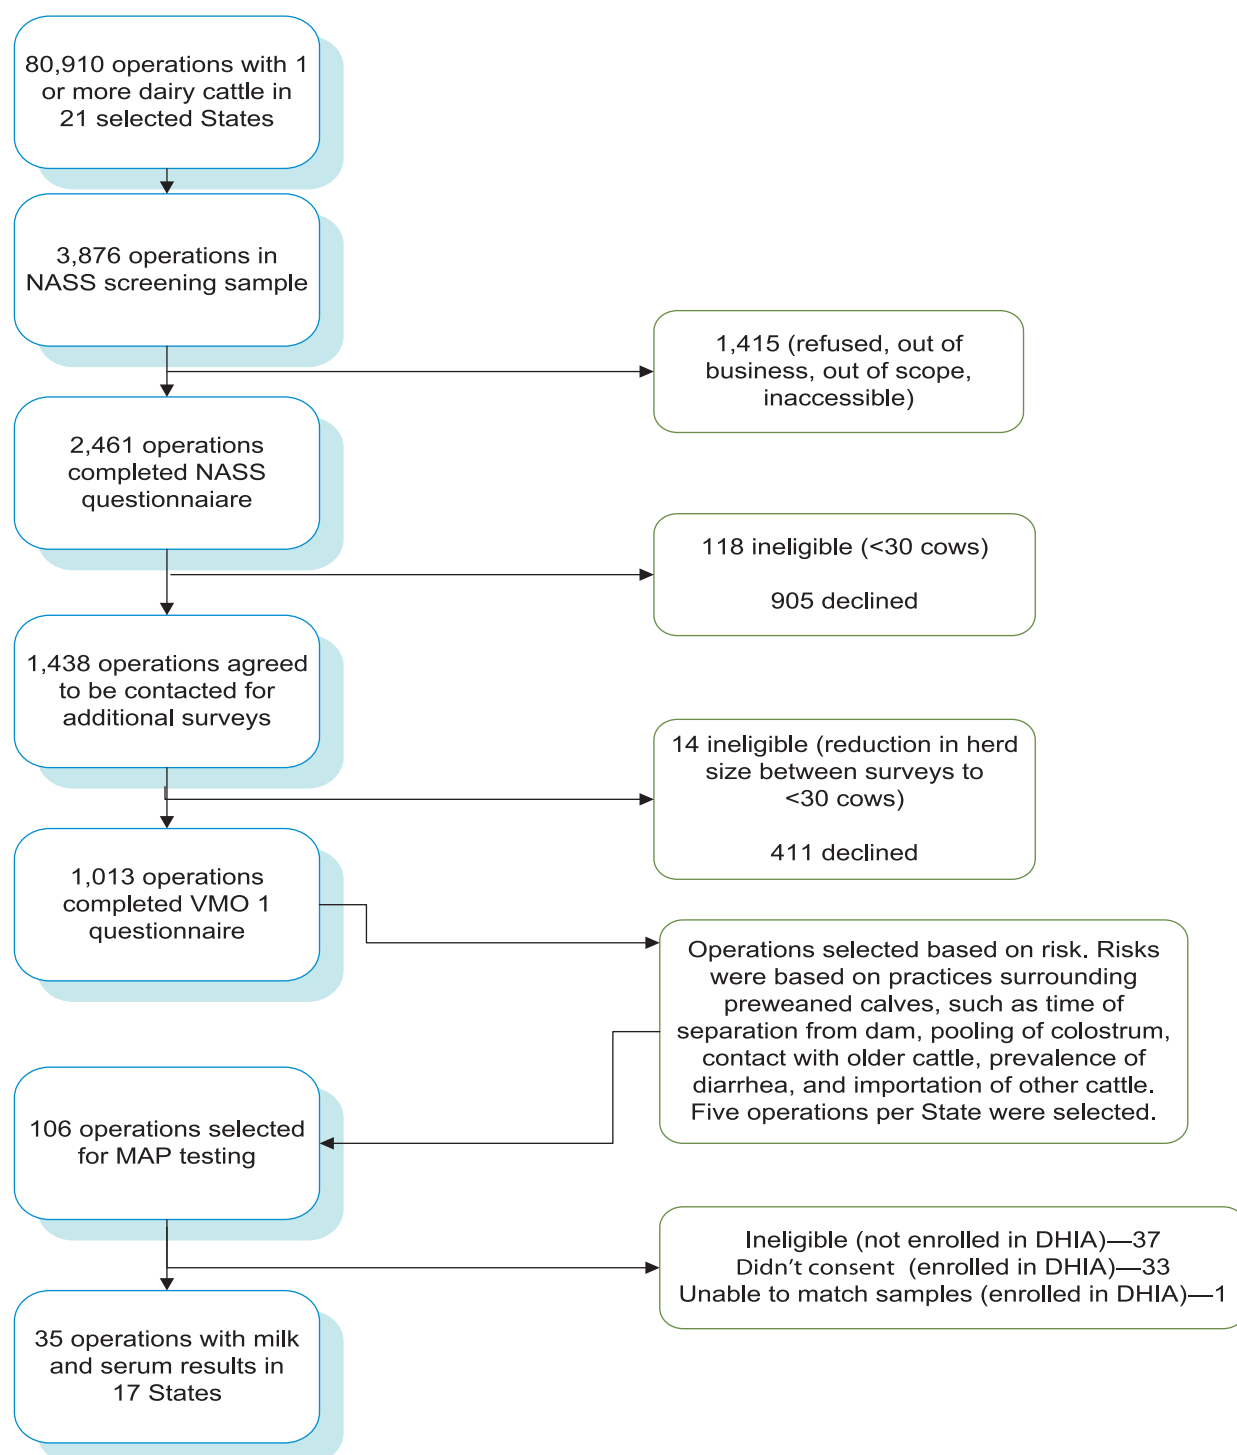 80,910 operations with 1
or more dairy cattle in
21 selected States
3,876 operations in
NASS screening sample
1,415 (refused, out of
business, out of scope,
inaccessible)
2,461 operations
completed NASS
questionnaiare
118 ineligible (<30 cows)
905 declined
1,438 operations agreed
to be contacted for
additional surveys
14 ineligible (reduction in herd
size between surveys to
<30 cows)
411 declined
1,013 operations
completed VMO 1
questionnaire
Operations selected based on risk. Risks
were based on practices surrounding
preweaned calves, such as time of
separation from dam, pooling of colostrum,
contact with older cattle, prevalence of
diarrhea, and importation of other cattle.
Five operations per State were selected.
106 operations selected
for MAP testing
Ineligible (not enrolled in DHIA)—37
Didn't consent (enrolled in DHIA)—33
Unable to match samples (enrolled in DHIA)—1
35 operations with milk
and serum results in
17 States